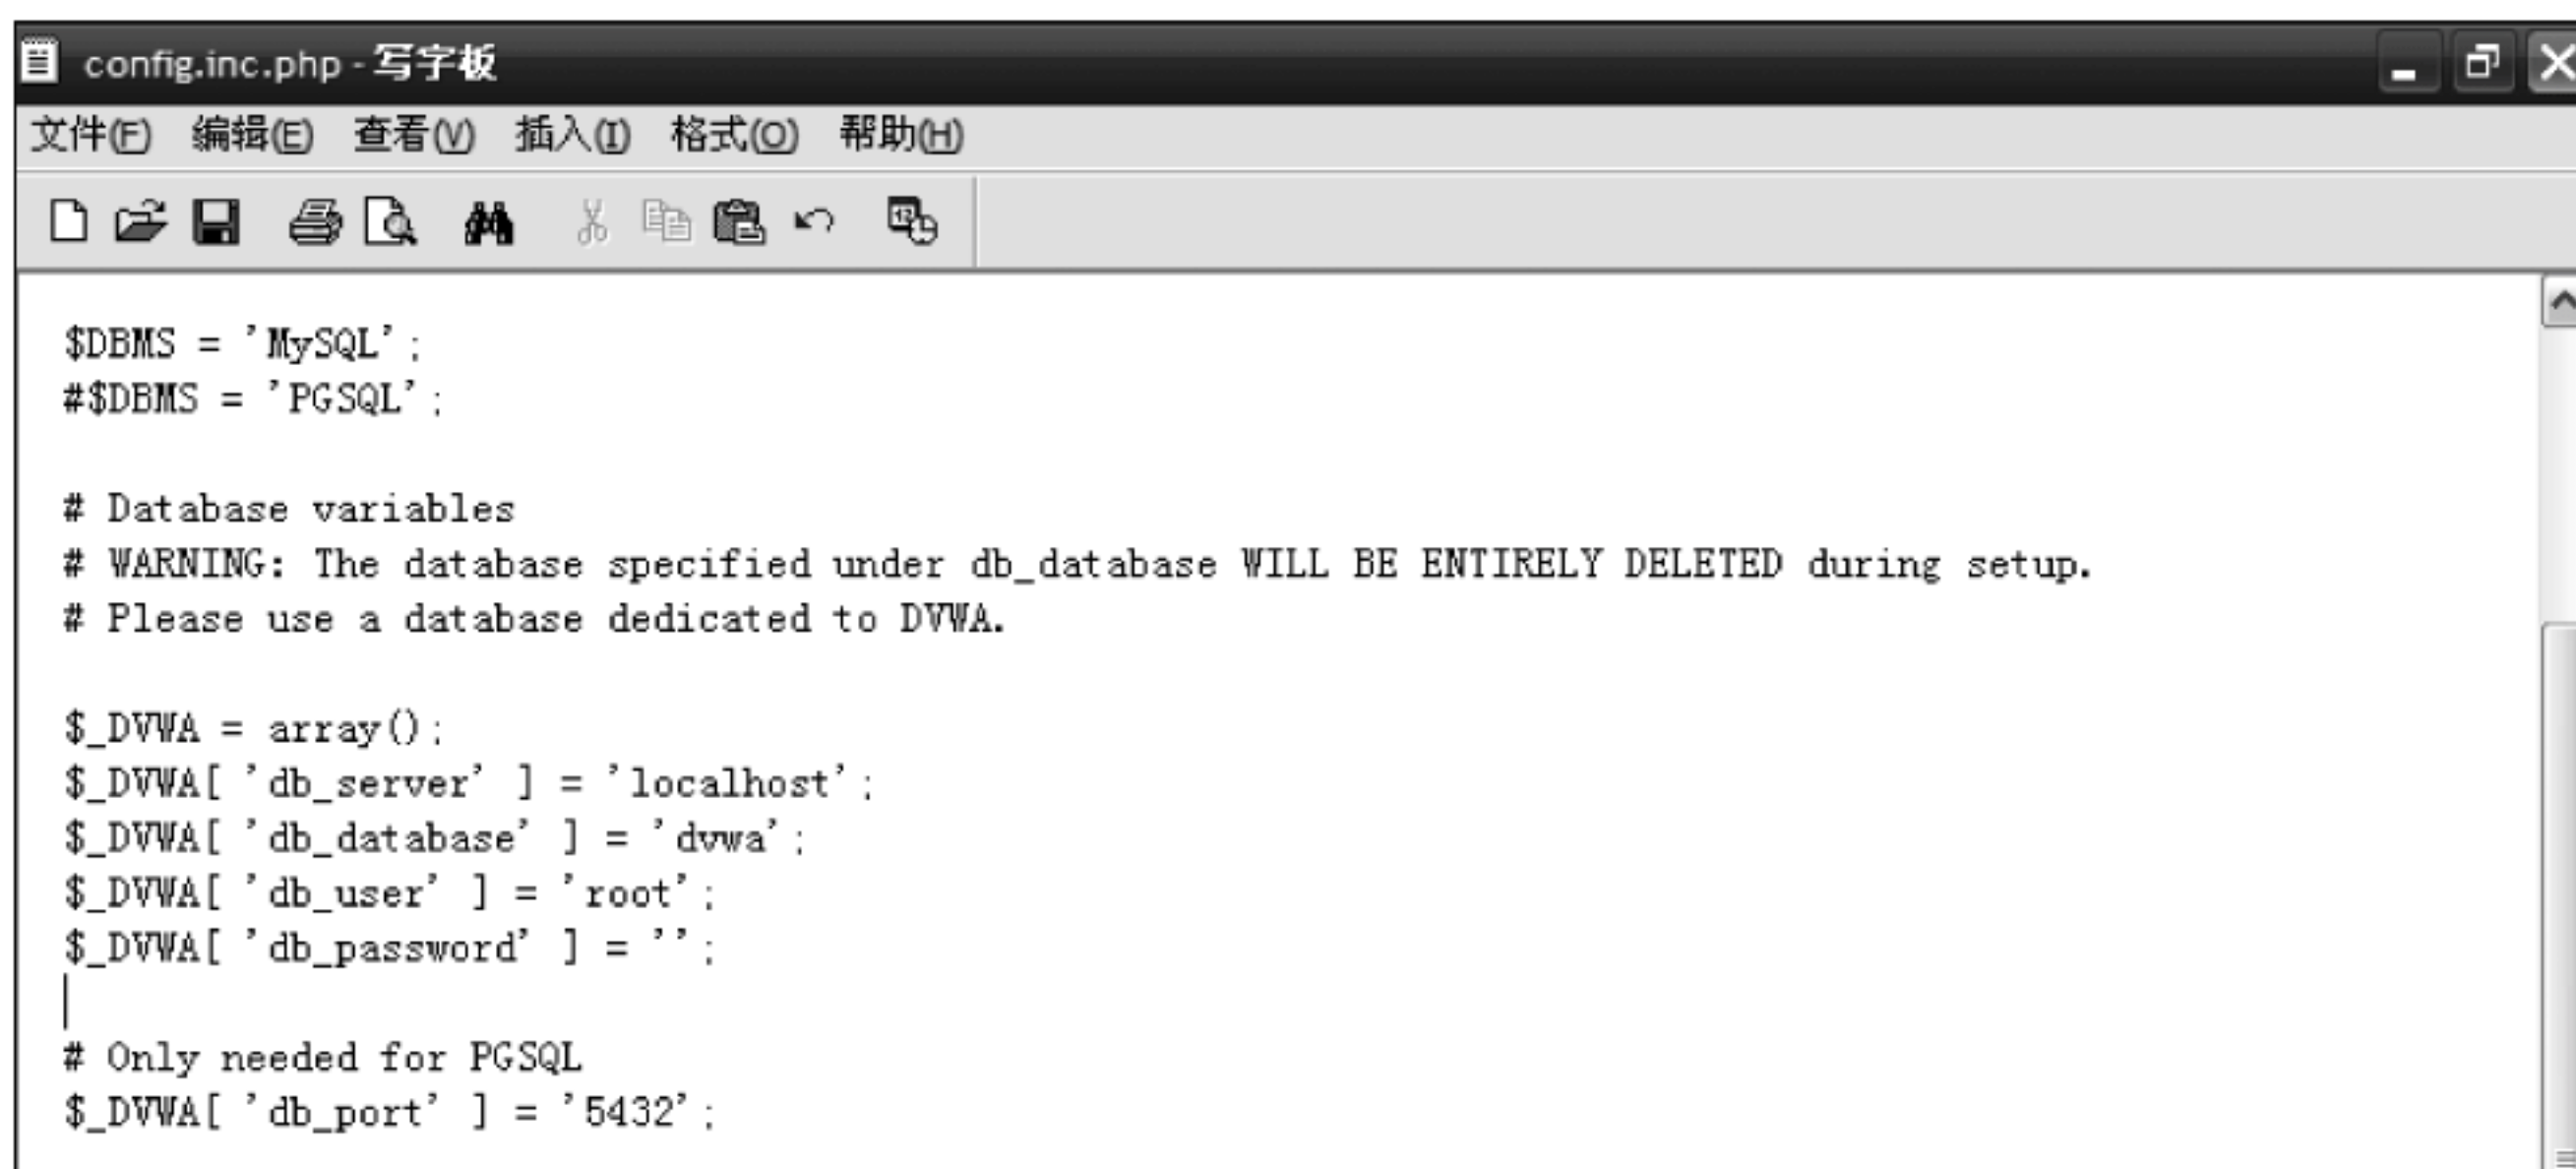 config.inc.php - 写字板
文件(F) 编辑(E) 查看(V) 插入(I) 格式(O) 帮助(H)
$DBMS = 'MySQL';
#$DBMS = 'PGSQL';
# Database variables
# WARNING: The database specified under db_database WILL BE ENTIRELY DELETED during setup.
# Please use a database dedicated to DVWA.
$_DVWA = array();
$_DVWA[ 'db_server' ] = 'localhost';
$_DVWA[ 'db_database' ] = 'dvwa';
$_DVWA[ 'db_user' ] = 'root';
$_DVWA[ 'db_password' ] = '';
# Only needed for PGSQL
$_DVWA[ 'db_port' ] = '5432';